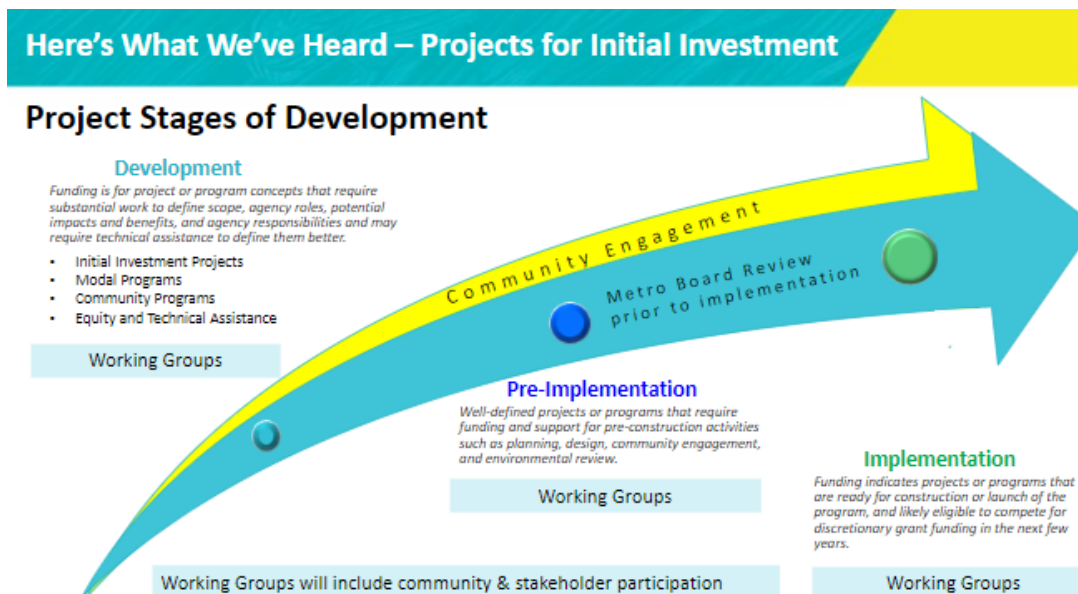 Here's What We've Heard – Projects for Initial Investment
Project Stages of Development
Development
Funding is for project or program concepts that require
substantial work to define scope, agency roles, potential
impacts and benefits, and agency responsibilities and may
require technical assistance to define them better.
• Initial Investment Projects
• Modal Programs
• Community Programs
• Equity and Technical Assistance
Working Groups
Community Engagement
Metro Board Review
prior to implementation
Pre-Implementation
Well-defined projects or programs that require
funding and support for pre-construction activities
such as planning, design, community engagement,
and environmental review.
Working Groups
Implementation
Funding indicates projects or programs that
are ready for construction or launch of the
program, and likely eligible to compete for
discretionary grant funding in the next few
years.
Working Groups
Working Groups will include community & stakeholder participation